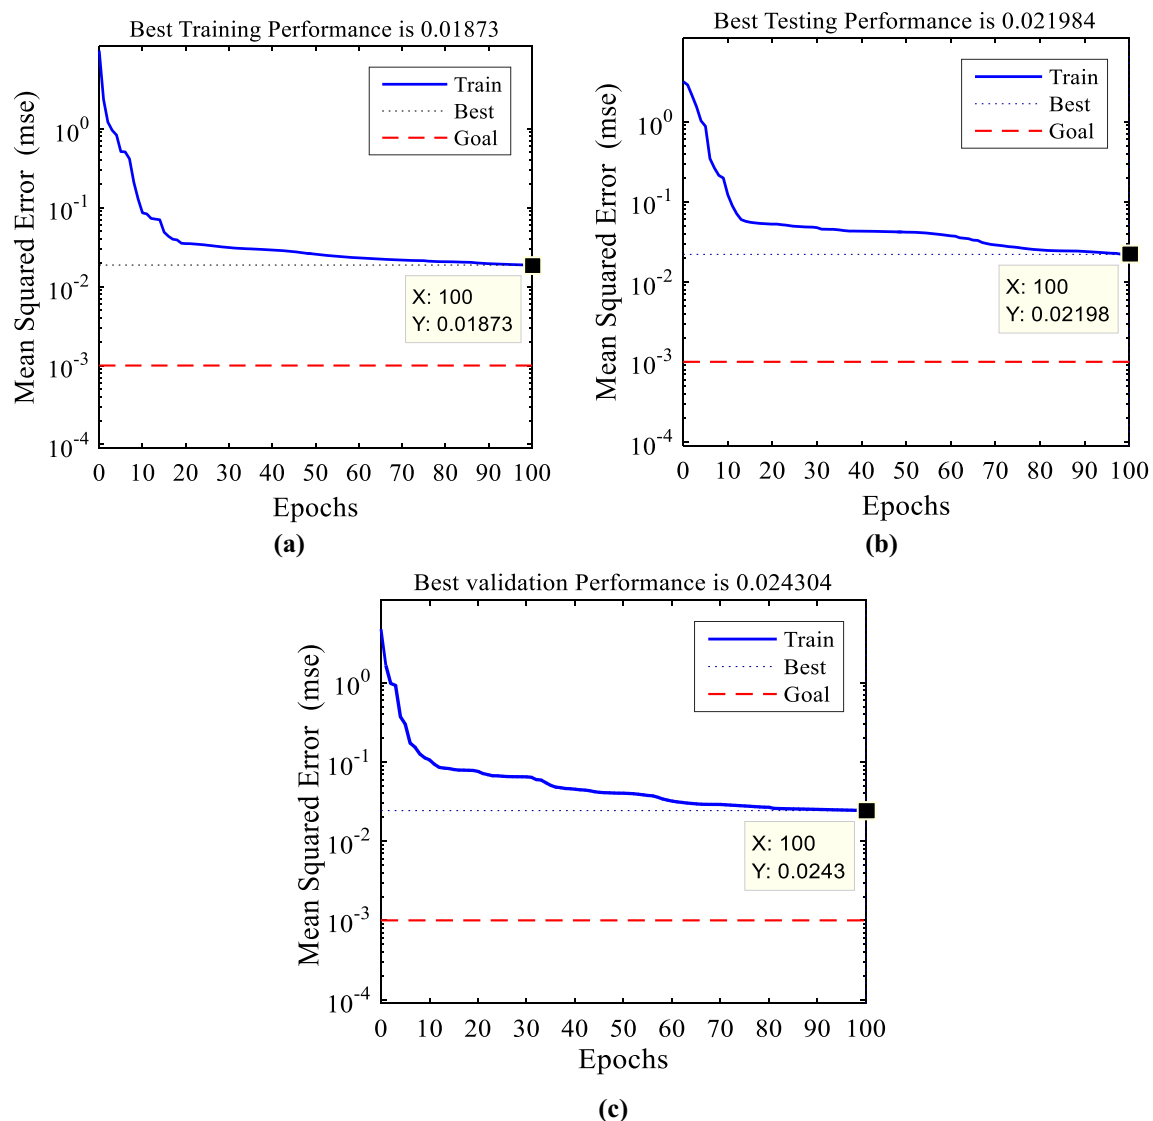 Best Training Performance is 0.01873
Mean Squared Error (mse)
10^0
10^-1
10^-2
10^-3
10^-4
Train
Best
Goal
X: 100
Y: 0.01873
0 10 20 30 40 50 60 70 80 90 100
Epochs
(a)
Best Testing Performance is 0.021984
Mean Squared Error (mse)
10^0
10^-1
10^-2
10^-3
10^-4
Train
Best
Goal
X: 100
Y: 0.02198
0 10 20 30 40 50 60 70 80 90 100
Epochs
(b)
Best validation Performance is 0.024304
Mean Squared Error (mse)
10^0
10^-1
10^-2
10^-3
10^-4
Train
Best
Goal
X: 100
Y: 0.0243
0 10 20 30 40 50 60 70 80 90 100
Epochs
(c)